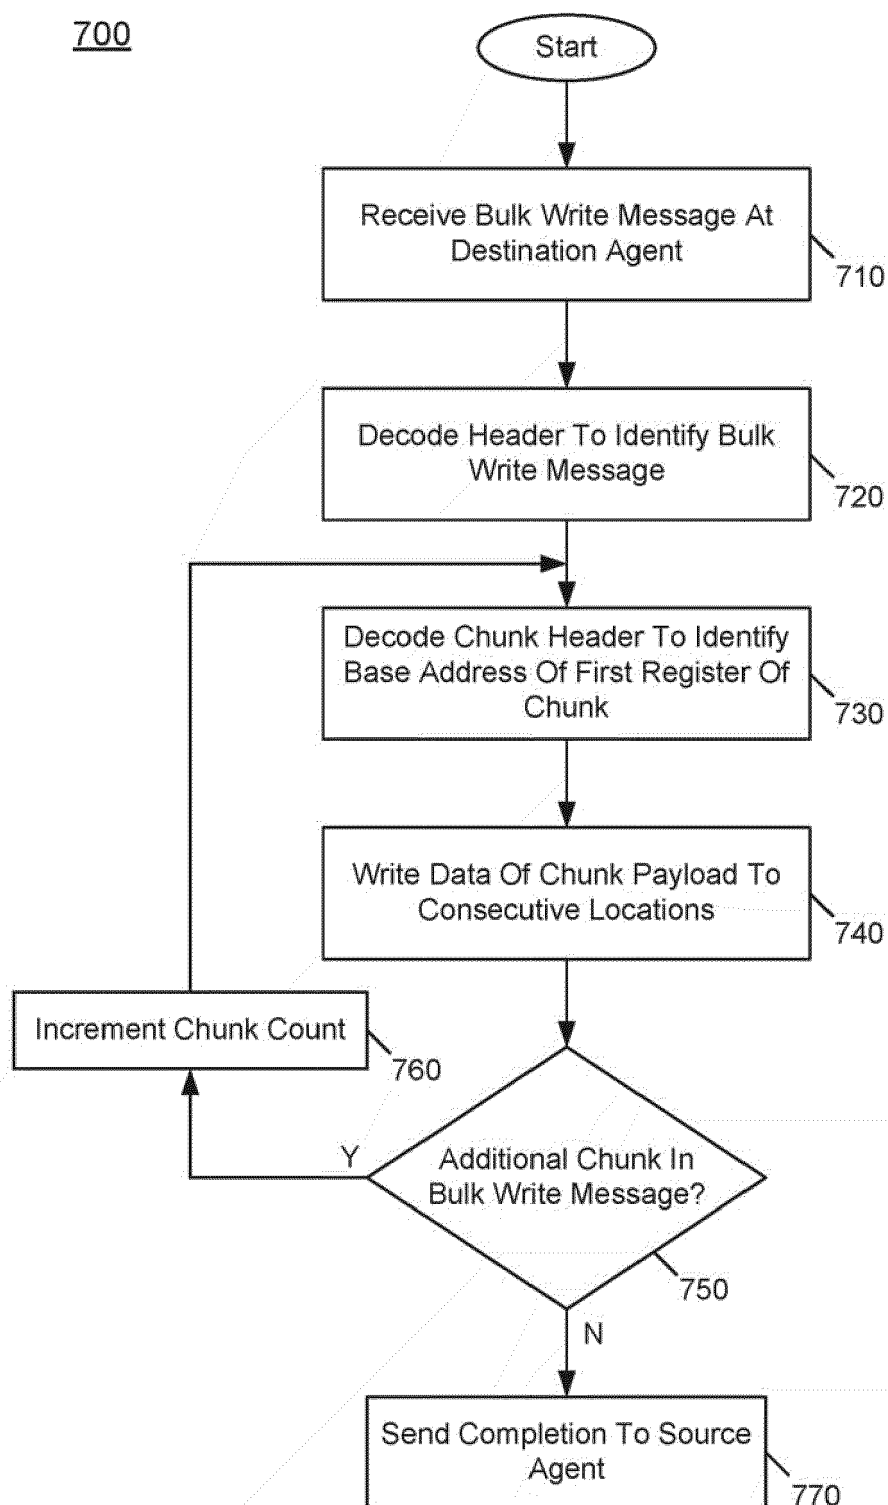 700
Start
Receive Bulk Write Message At
Destination Agent
710
Decode Header To Identify Bulk
Write Message
720
Decode Chunk Header To Identify
Base Address Of First Register Of
Chunk
730
Write Data Of Chunk Payload To
Consecutive Locations
740
Increment Chunk Count
760
Y
Additional Chunk In
Bulk Write Message?
750
N
Send Completion To Source
Agent
770